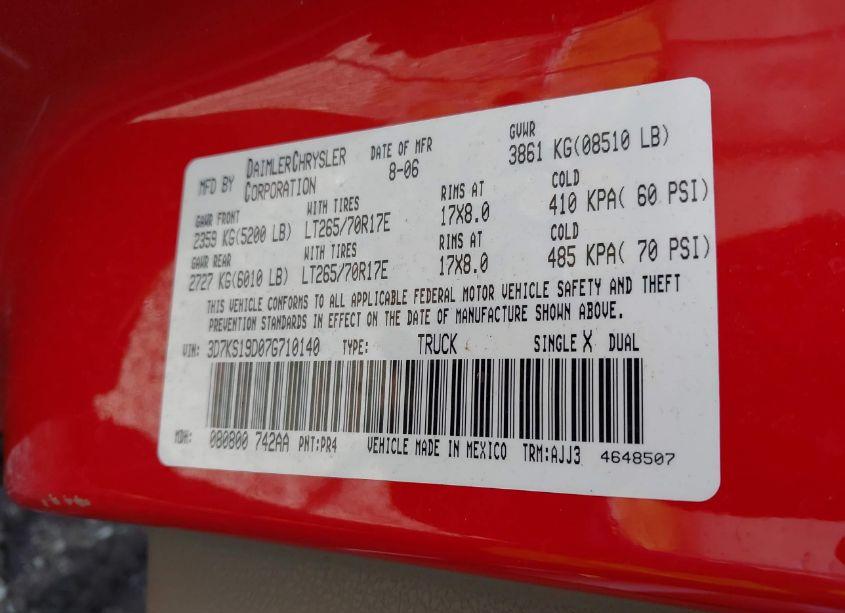 MFD BY DAIMLERCHRYSLER CORPORATION DATE OF MFR 8-06 GVWR 3861 KG(08510 LB)
GAWR FRONT WITH TIRES RIMS AT COLD
2359 KG(5200 LB) LT265/70R17E 17X8.0 410 KPA( 60 PSI)
GAWR REAR WITH TIRES RIMS AT COLD
2727 KG(6010 LB) LT265/70R17E 17X8.0 485 KPA( 70 PSI)
THIS VEHICLE CONFORMS TO ALL APPLICABLE FEDERAL MOTOR VEHICLE SAFETY AND THEFT
PREVENTION STANDARDS IN EFFECT ON THE DATE OF MANUFACTURE SHOWN ABOVE.
VIN: 3D7KS19D07G710140 TYPE: TRUCK SINGLE X DUAL
MDH: 080800 742AA PNT:PR4 VEHICLE MADE IN MEXICO TRM:AJJ3 4648507